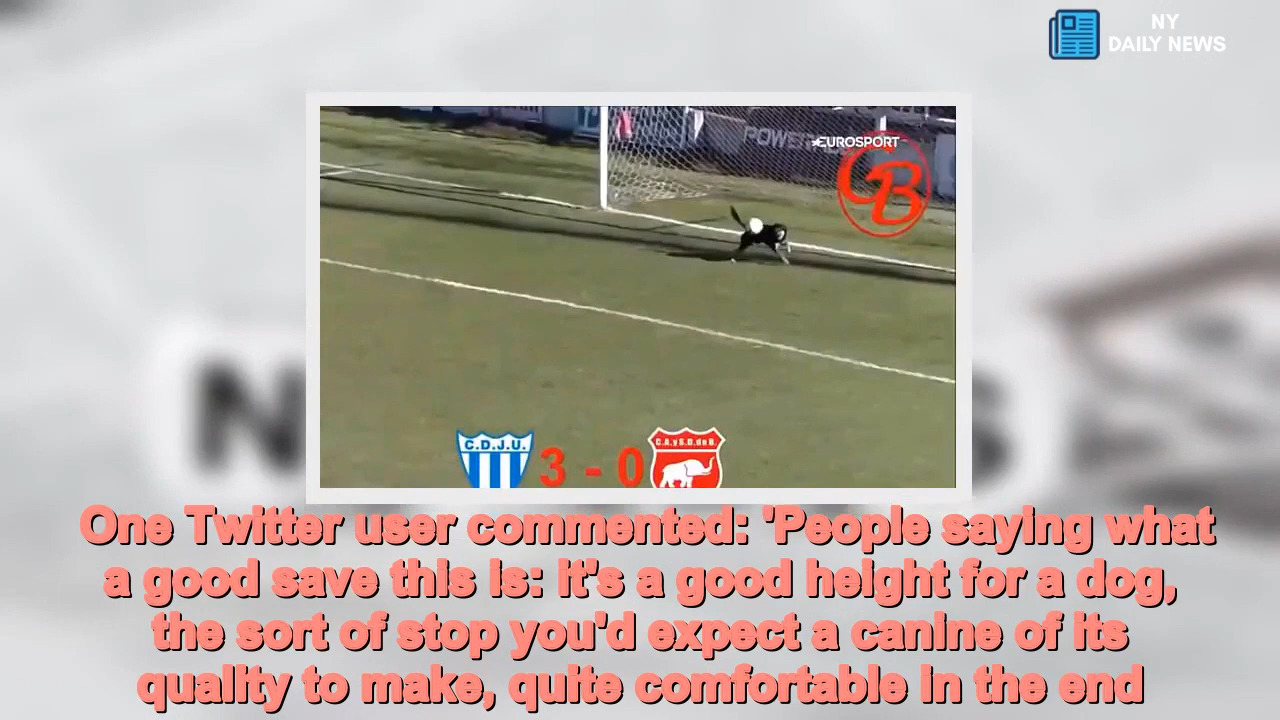 NY
DAILY NEWS
POWER
EUROSPORT
CB
C.D.J.U.
3 - 0
C.A.y S.D. de B.
One Twitter user commented: 'People saying what
a good save this is: it's a good height for a dog,
the sort of stop you'd expect a canine of its
quality to make, quite comfortable in the end